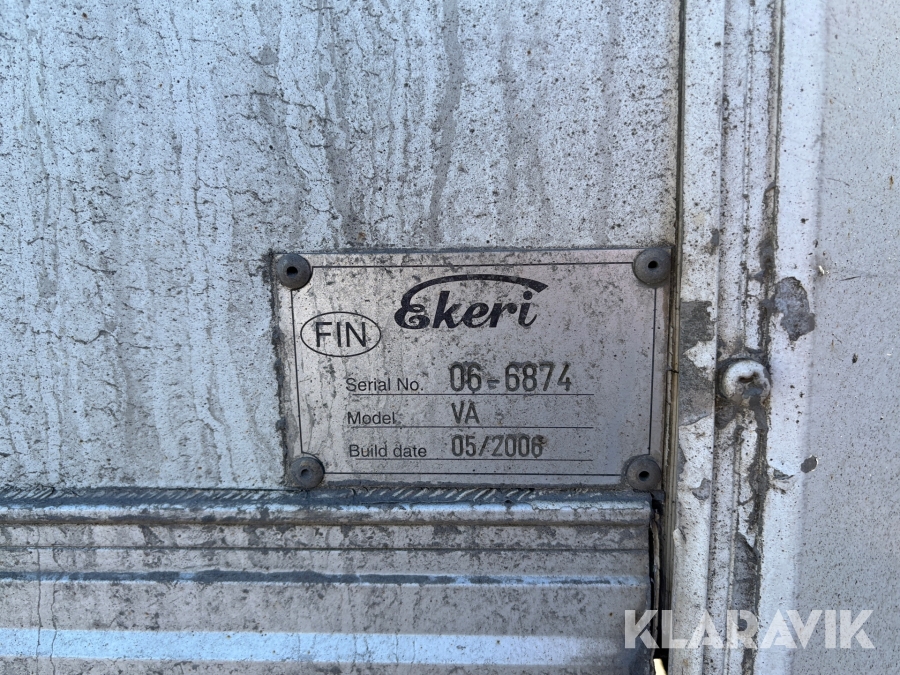 Ekeri
FIN
Serial No. 06-6874
Model VA
Build date 05/2006
KLARAVIK